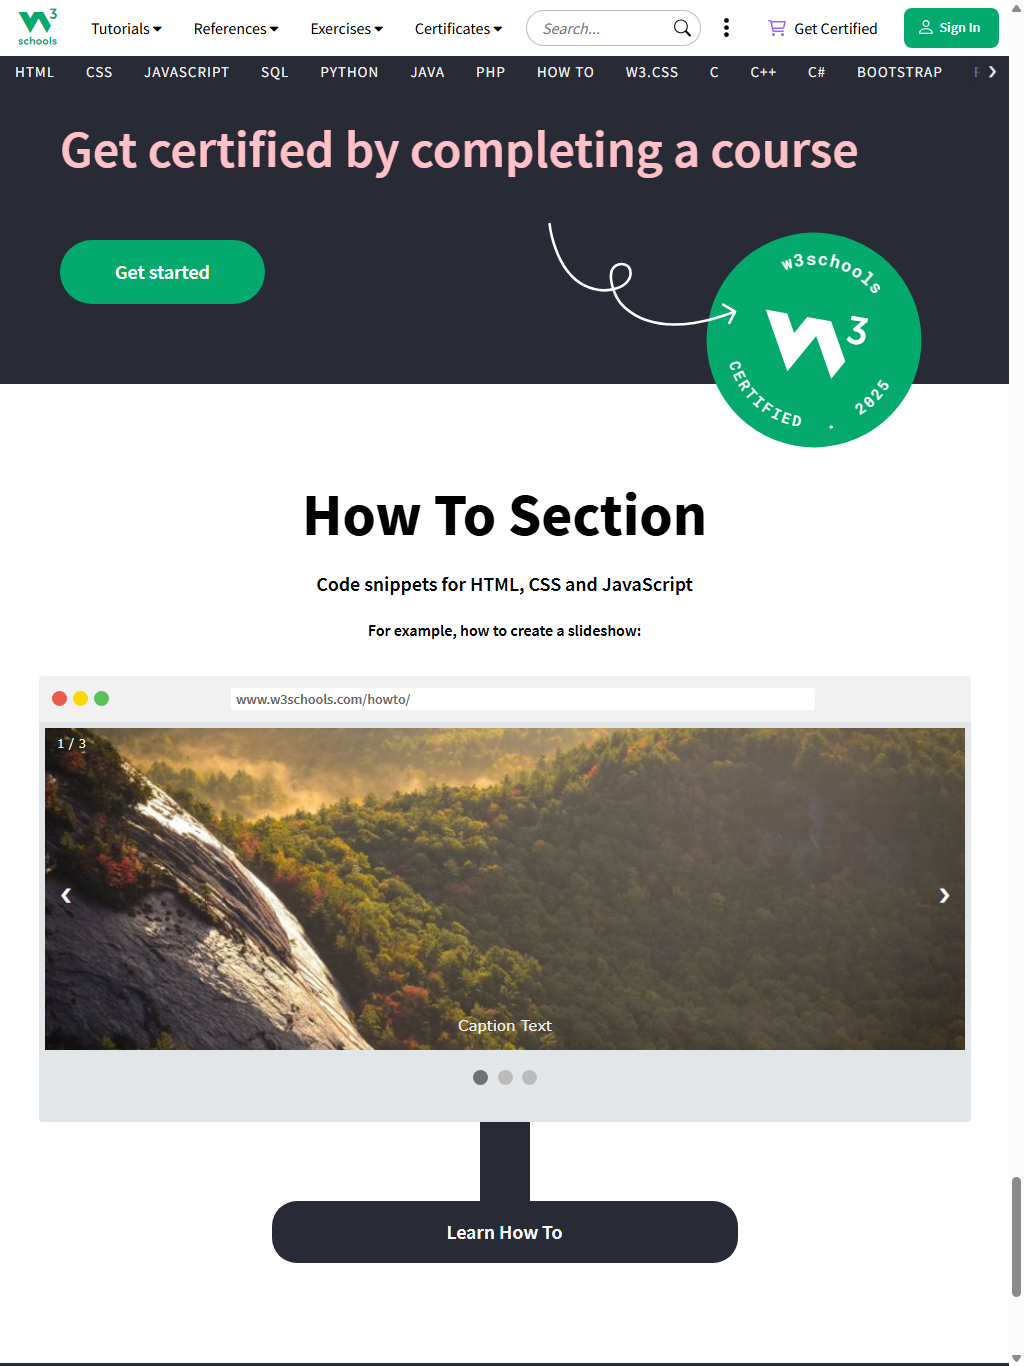 3
schools
Tutorials
References
Exercises
Certificates
Search...
Get Certified
Sign In
HTML
CSS
JAVASCRIPT
SQL
PYTHON
JAVA
PHP
HOW TO
W3.CSS
C
C++
C#
BOOTSTRAP
Get certified by completing a course
Get started
w3schools
3
CERTIFIED . 2025
How To Section
Code snippets for HTML, CSS and JavaScript
For example, how to create a slideshow:
www.w3schools.com/howto/
1 / 3
❮
❯
Caption Text
Learn How To